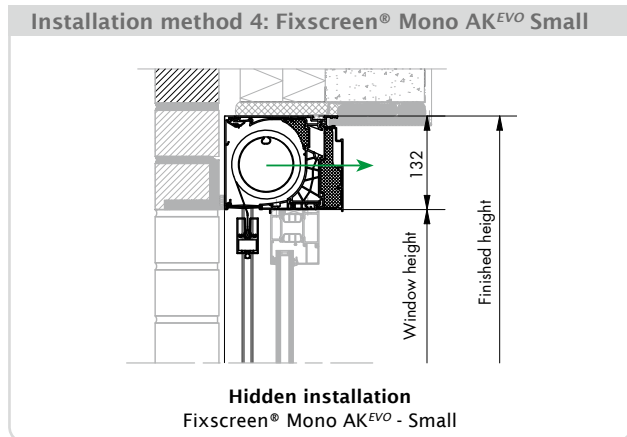 Installation method 4: Fixscreen® Mono AKEVO Small
132
Window height
Finished height
Hidden installation
Fixscreen® Mono AKEVO - Small